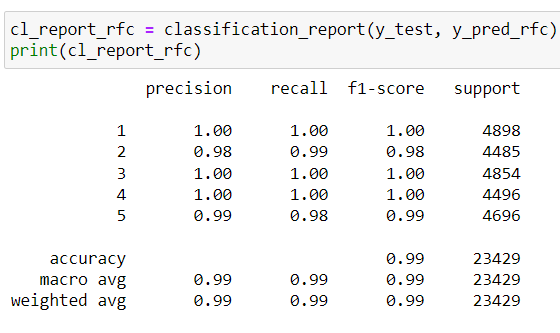 cl_report_rfc = classification_report(y_test, y_pred_rfc)
print(cl_report_rfc)
precision recall f1-score support
1 1.00 1.00 1.00 4898
2 0.98 0.99 0.98 4485
3 1.00 1.00 1.00 4854
4 1.00 1.00 1.00 4496
5 0.99 0.98 0.99 4696
accuracy 0.99 23429
macro avg 0.99 0.99 0.99 23429
weighted avg 0.99 0.99 0.99 23429